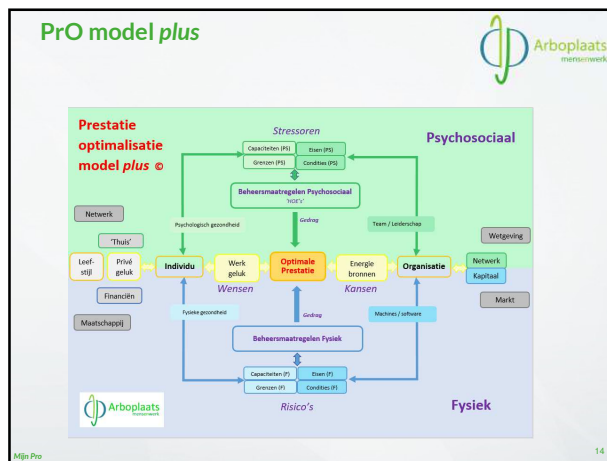 PrO model plus
Arboplaats
mensenwerk
Prestatie
optimalisatie
model plus ©
Stressoren
Psychosociaal
Capaciteiten (PS)
Eisen (PS)
Grenzen (PS)
Condities (PS)
Beheersmaatregelen Psychosociaal
'HOE's'
Netwerk
Psychologisch gezondheid
Gedrag
Team / Leiderschap
Wetgeving
'Thuis'
Leef-
stijl
Privé
geluk
Individu
Werk
geluk
Optimale
Prestatie
Energie
bronnen
Organisatie
Netwerk
Kapitaal
Wensen
Kansen
Financiën
Markt
Fysieke gezondheid
Gedrag
Machines / software
Maatschappij
Beheersmaatregelen Fysiek
Capaciteiten (F)
Eisen (F)
Grenzen (F)
Condities (F)
Risico's
Fysiek
Arboplaats
mensenwerk
Mijn Pro
14